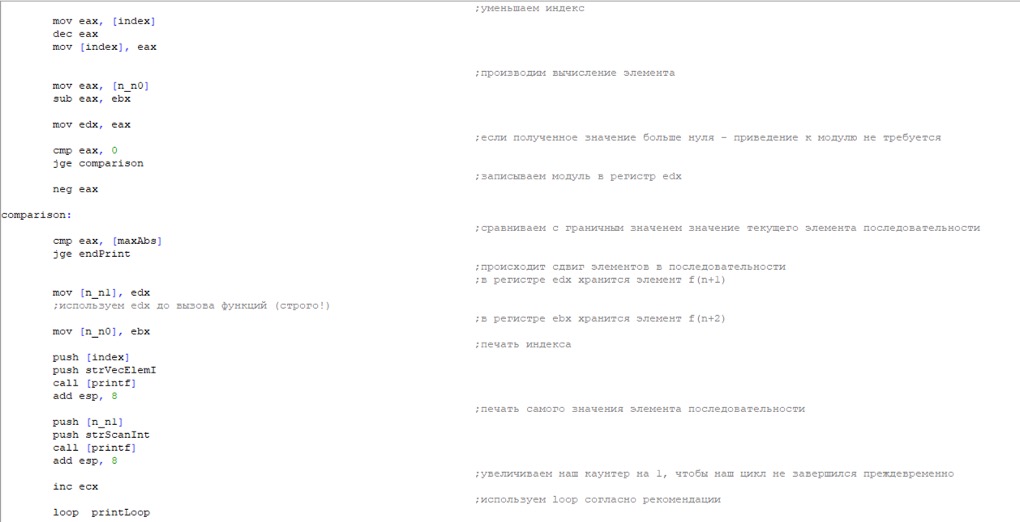 ;уменьшаем индекс
mov eax, [index]
dec eax
mov [index], eax
;производим вычисление элемента
mov eax, [n_n0]
sub eax, ebx
mov edx, eax
;если полученное значение больше нуля - приведение к модулю не требуется
cmp eax, 0
jge comparison
;записываем модуль в регистр edx
neg eax
comparison:
;сравниваем с граничным значенем значение текущего элемента последовательности
cmp eax, [maxAbs]
jge endPrint
;происходит сдвиг элементов в последовательности
;в регистре edx хранится элемент f(n+1)
mov [n_n1], edx
;используем edx до вызова функций (строго!)
;в регистре ebx хранится элемент f(n+2)
mov [n_n0], ebx
;печать индекса
push [index]
push strVecElemI
call [printf]
add esp, 8
;печать самого значения элемента последовательности
push [n_n1]
push strScanInt
call [printf]
add esp, 8
;увеличиваем наш каунтер на 1, чтобы наш цикл не завершился преждевременно
inc ecx
;используем loop согласно рекомендации
loop  printLoop